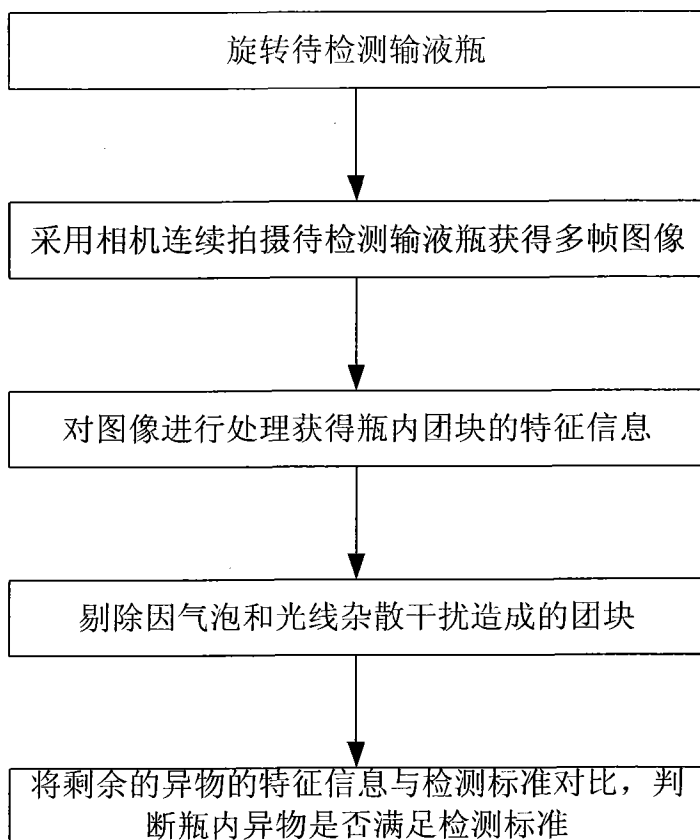 旋转待检测输液瓶
采用相机连续拍摄待检测输液瓶获得多帧图像
对图像进行处理获得瓶内团块的特征信息
剔除因气泡和光线杂散干扰造成的团块
将剩余的异物的特征信息与检测标准对比，判
断瓶内异物是否满足检测标准